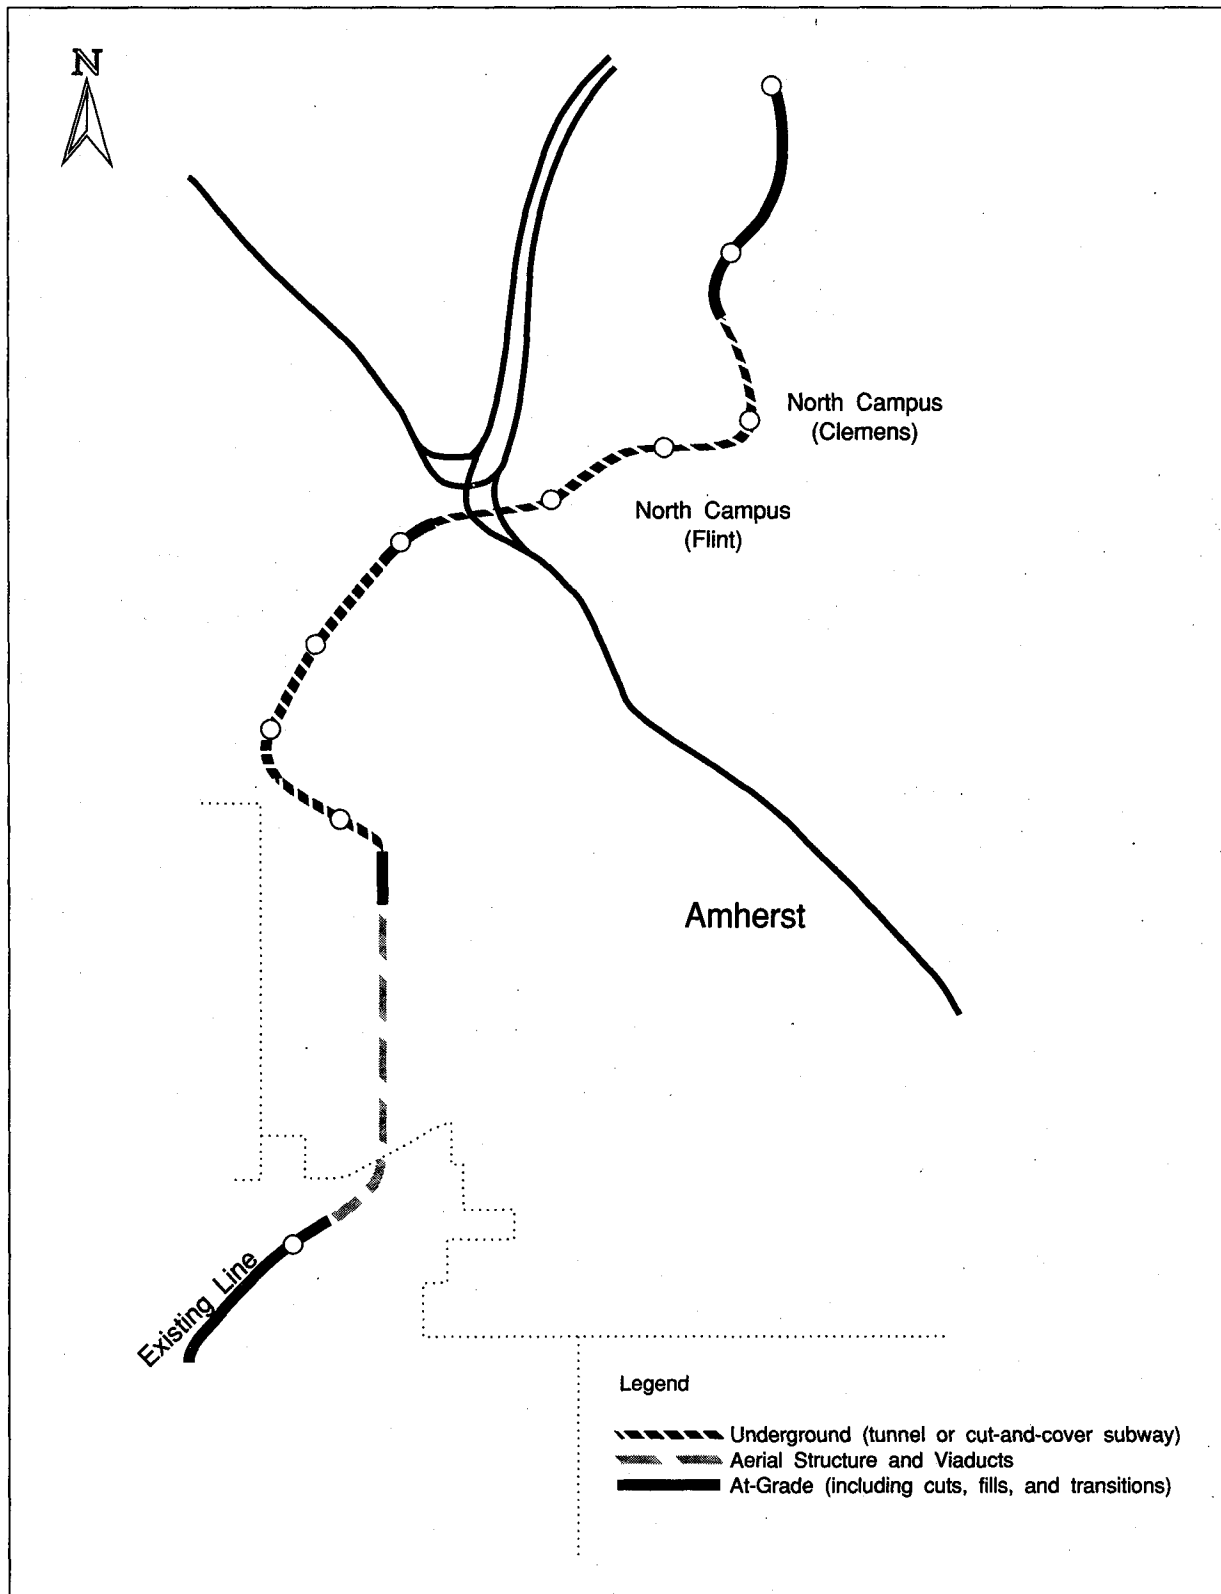 N
North Campus
(Clemens)
North Campus
(Flint)
Amherst
Existing Line
Legend
Underground (tunnel or cut-and-cover subway)
Aerial Structure and Viaducts
At-Grade (including cuts, fills, and transitions)